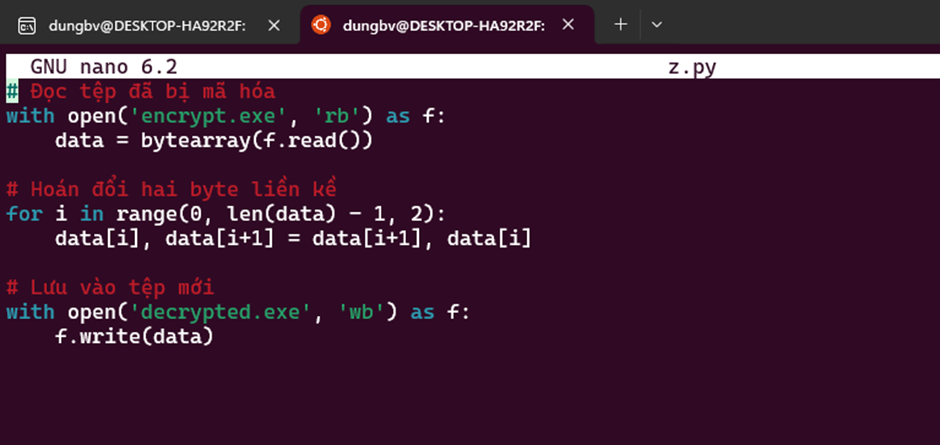 dungbv@DESKTOP-HA92R2F: dungbv@DESKTOP-HA92R2F:
GNU nano 6.2 z.py
# Đọc tệp đã bị mã hóa
with open('encrypt.exe', 'rb') as f:
    data = bytearray(f.read())

# Hoán đổi hai byte liền kề
for i in range(0, len(data) - 1, 2):
    data[i], data[i+1] = data[i+1], data[i]

# Lưu vào tệp mới
with open('decrypted.exe', 'wb') as f:
    f.write(data)